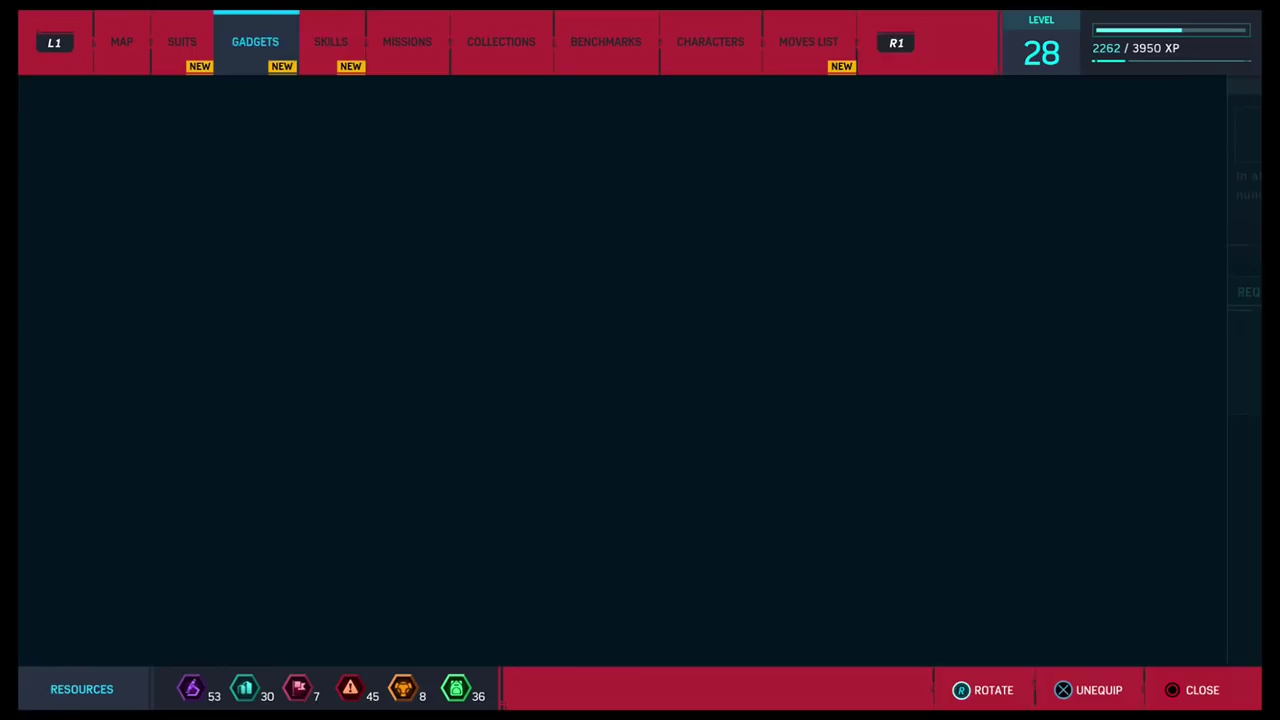 L1 MAP SUITS GADGETS SKILLS MISSIONS COLLECTIONS BENCHMARKS CHARACTERS MOVES LIST R1
NEW NEW NEW NEW
LEVEL
28
2262 / 3950 XP
REQ
RESOURCES 53 30 7 45 8 36 R ROTATE UNEQUIP CLOSE